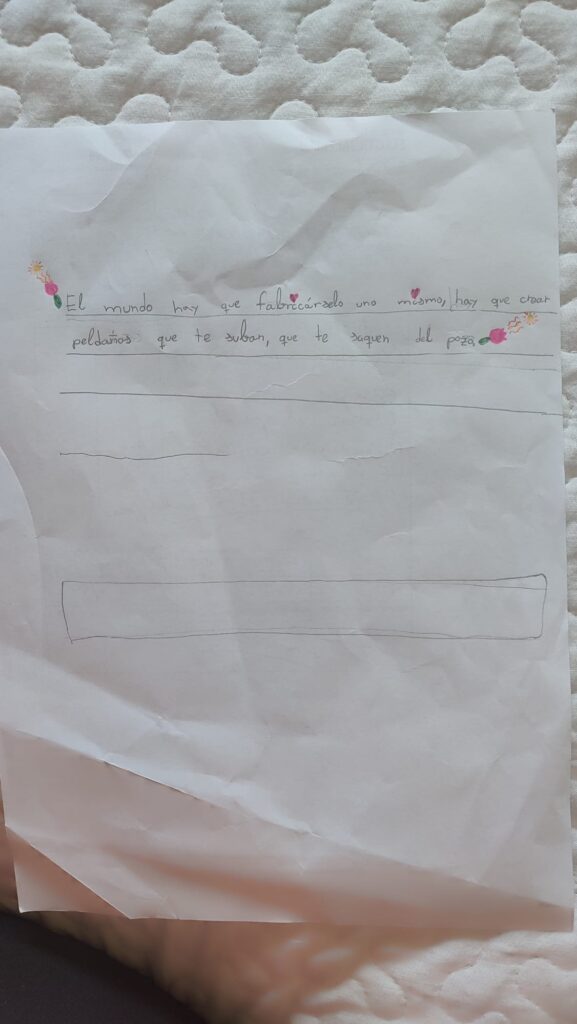 El mundo hay que fabricárselo uno mismo, hay que crear
peldaños que te suban, que te saquen del pozo.